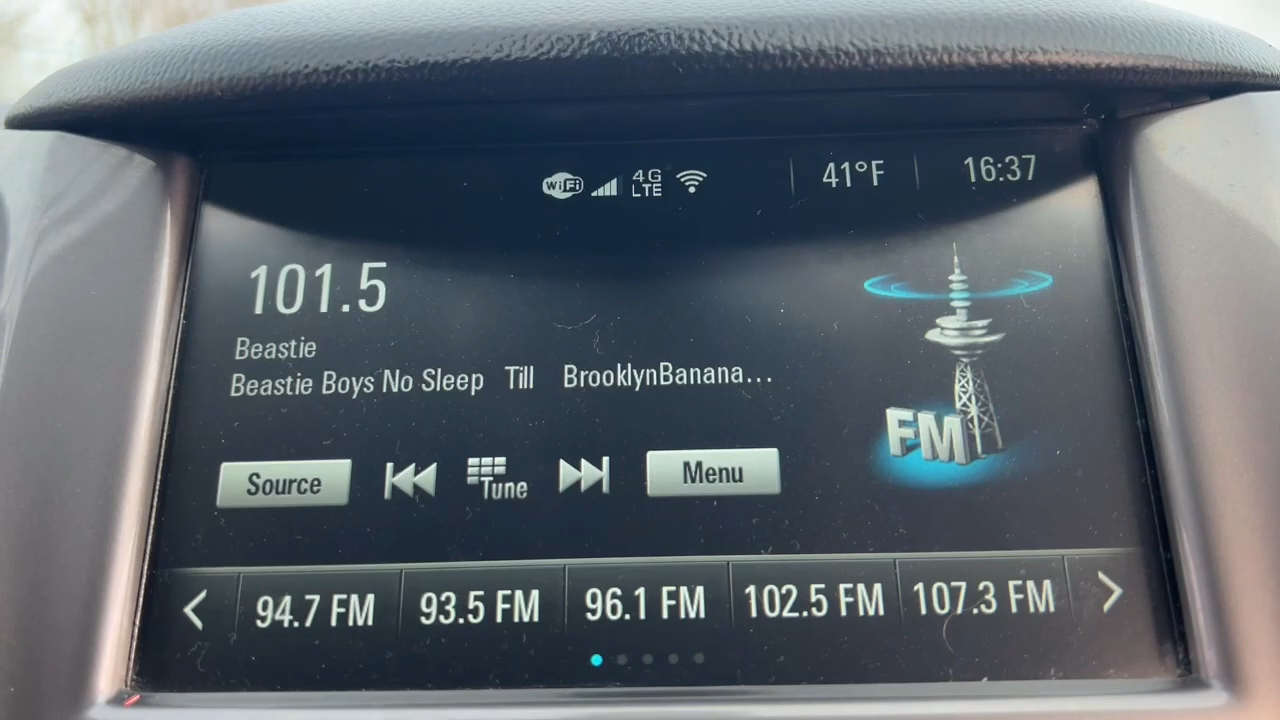 WiFi 4G LTE 41°F 16:37
101.5
Beastie
Beastie Boys No Sleep Till BrooklynBanana...
Source Tune Menu
FM
94.7 FM 93.5 FM 96.1 FM 102.5 FM 107.3 FM